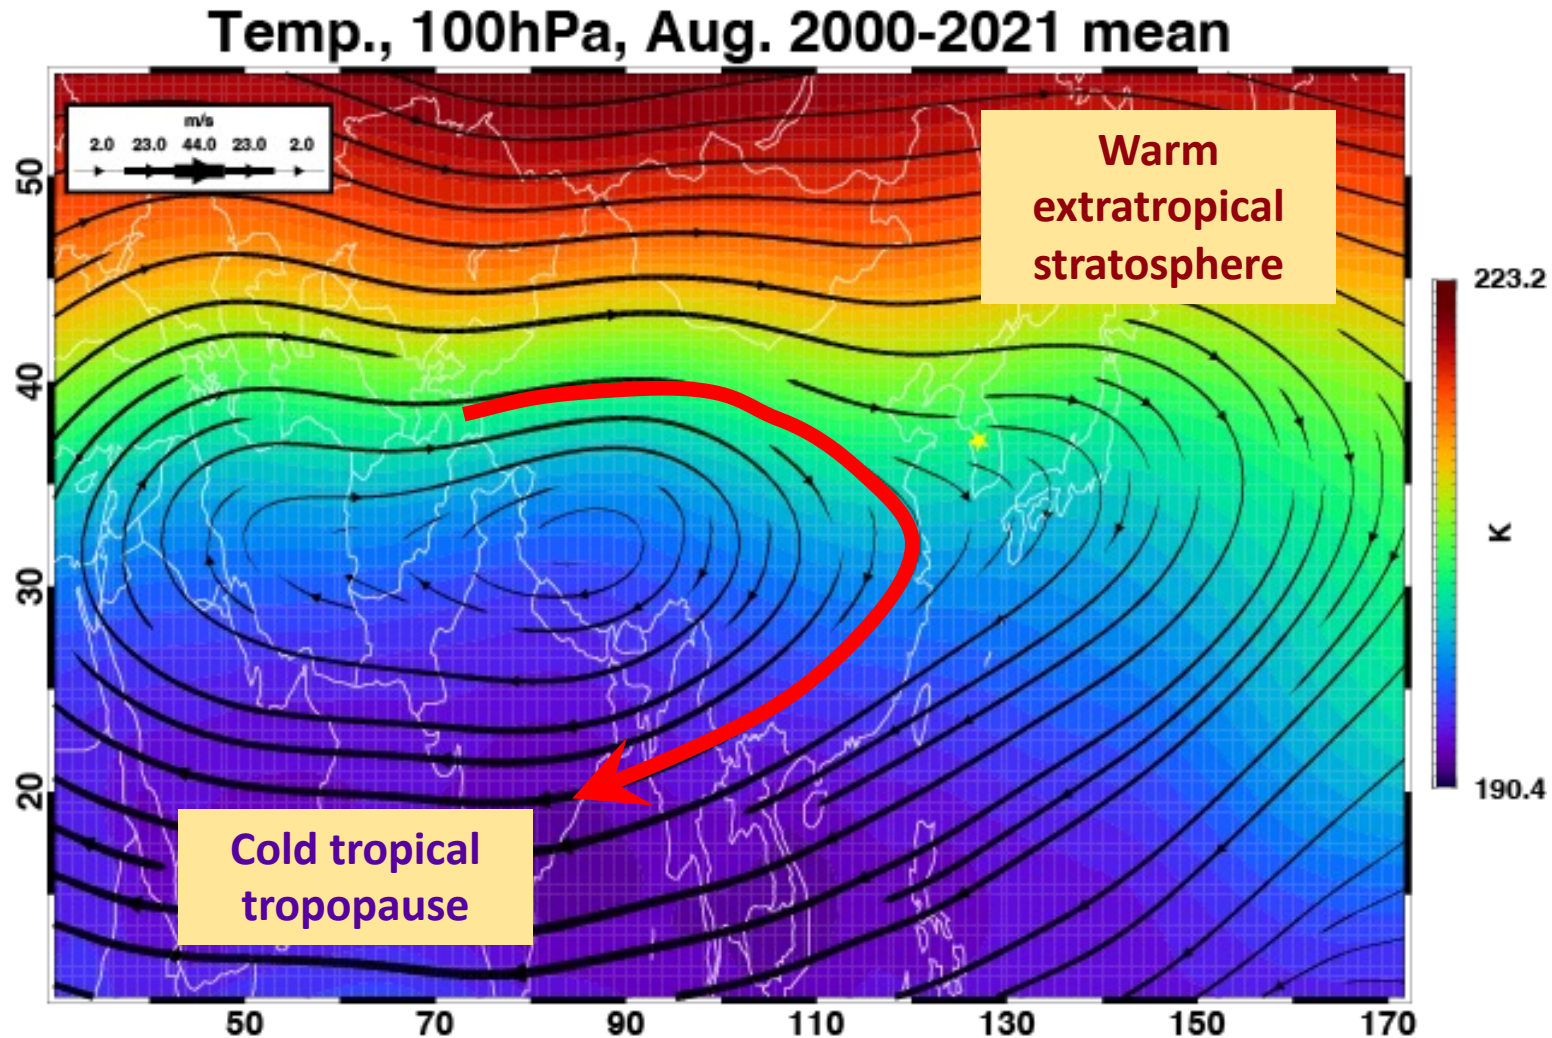 Temp., 100hPa, Aug. 2000-2021 mean
m/s
2.0 23.0 44.0 23.0 2.0
Warm
extratropical
stratosphere
50
40
30
20
223.2
K
190.4
Cold tropical
tropopause
50 70 90 110 130 150 170